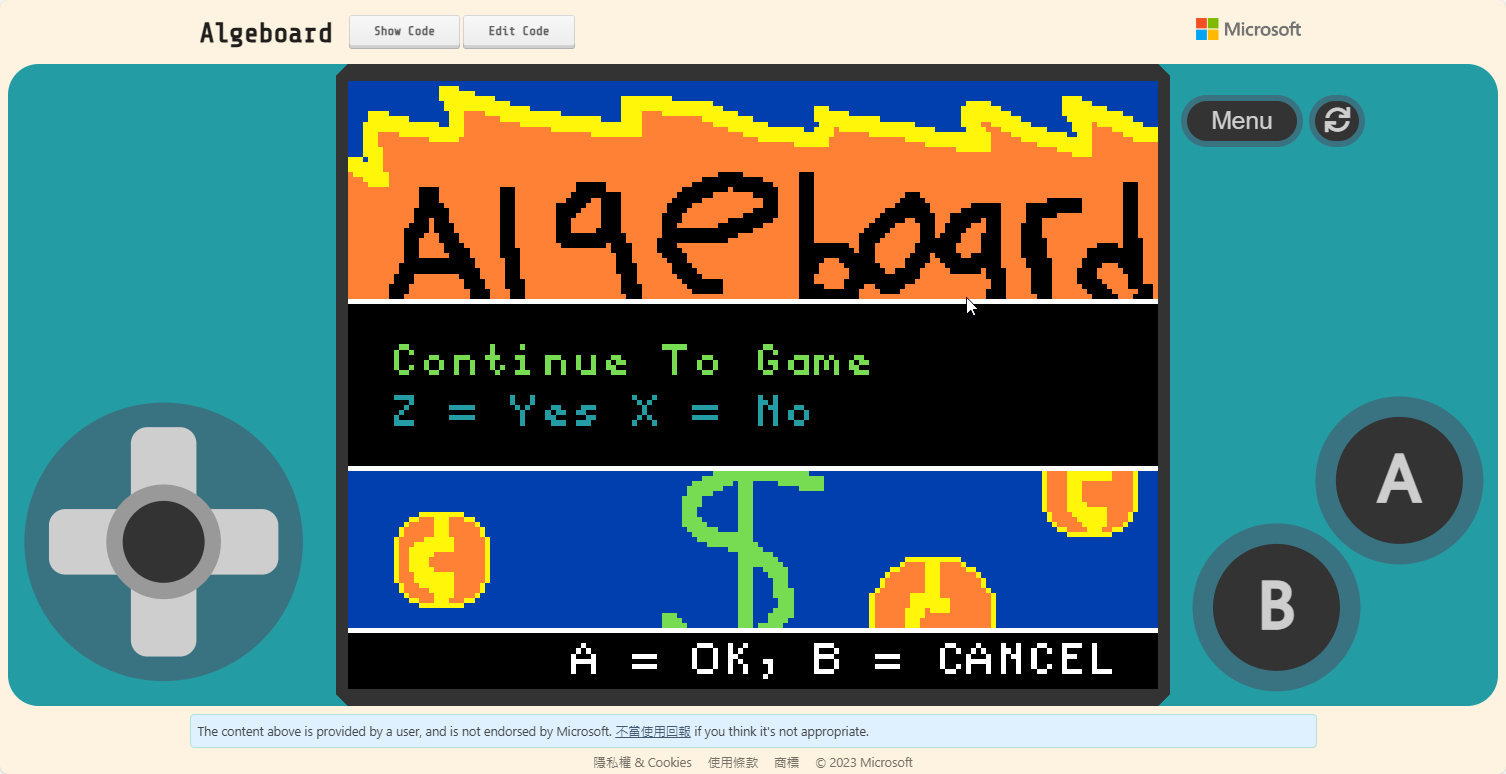 Algeboard
Show Code
Edit Code
Microsoft
Menu
Algeboard
Continue To Game
Z = Yes X = No
A
B
A = OK, B = CANCEL
The content above is provided by a user, and is not endorsed by Microsoft. 不當使用回報 if you think it's not appropriate.
隱私權 & Cookies 使用條款 商標 © 2023 Microsoft